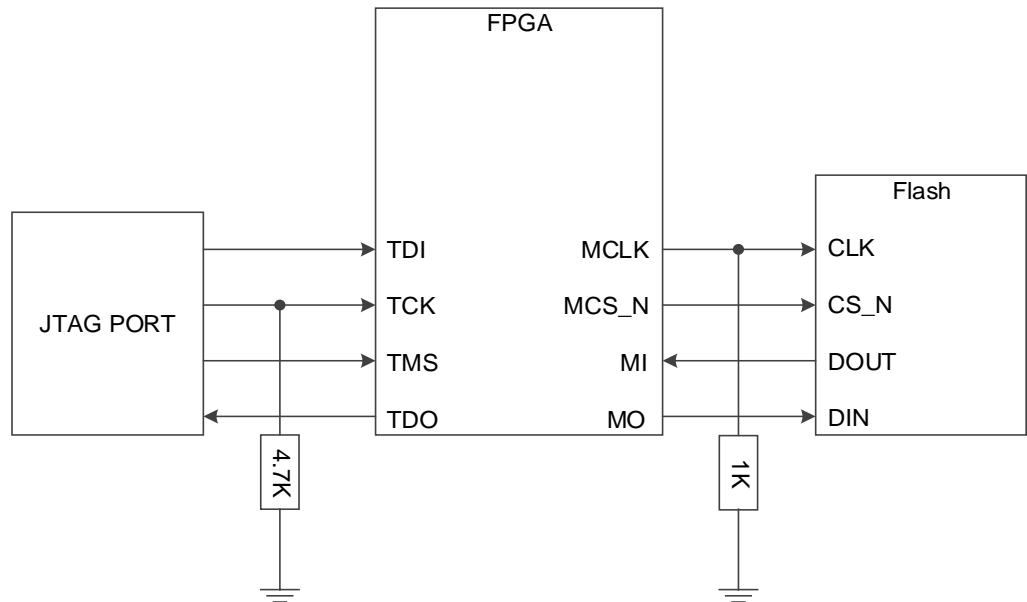 FPGA
Flash
JTAG PORT
TDI
TCK
TMS
TDO
MCLK
MCS_N
MI
MO
CLK
CS_N
DOUT
DIN
4.7K
1K